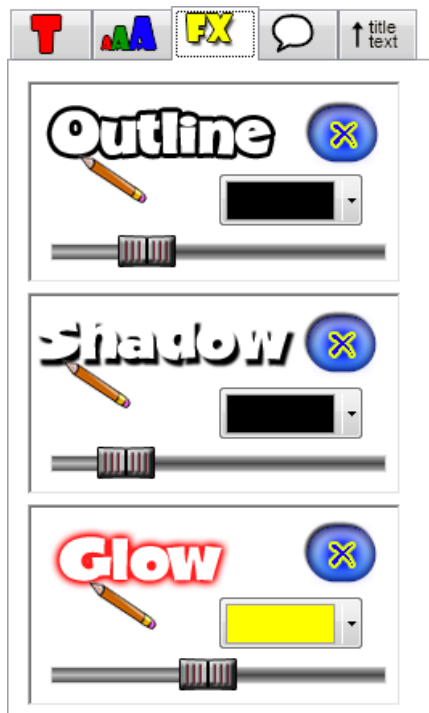 T
AAA
FX
title
text
Outline
X
Shadow
X
Glow
X